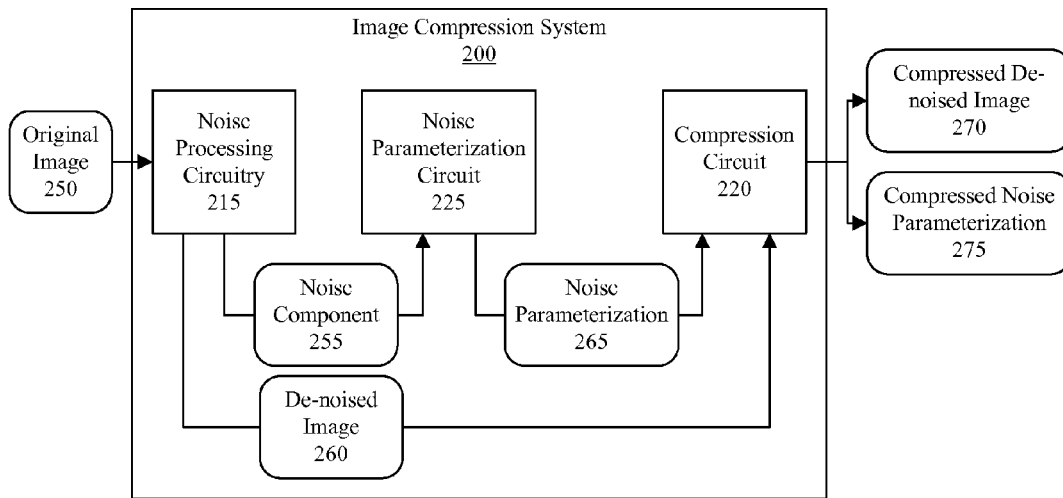 Image Compression System
200
Original
Image
250
Noise
Processing
Circuitry
215
Noise
Parameterization
Circuit
225
Compression
Circuit
220
Compressed De-
noised Image
270
Compressed Noise
Parameterization
275
Noise
Component
255
Noise
Parameterization
265
De-noised
Image
260